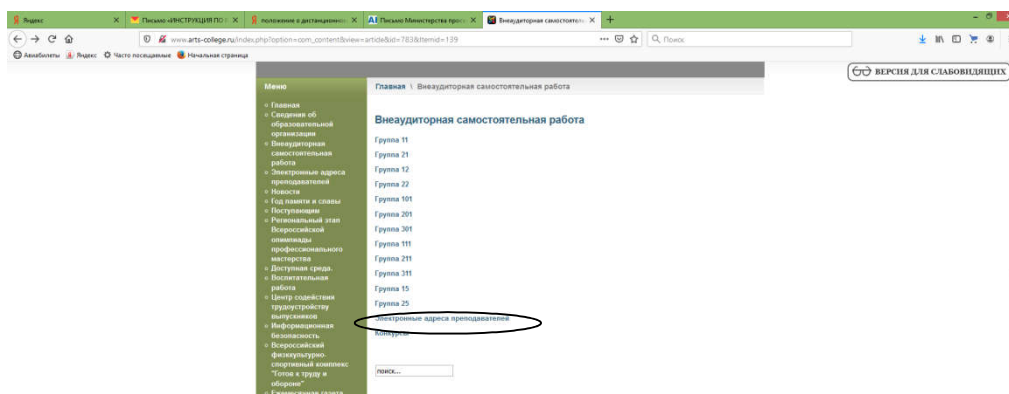 Яндекс
Письмо «ИНСТРУКЦИЯ ПО
положение о дистанционно
Письмо Министерства прос
Внеаудиторная самостоятель
www.arts-college.ru/index.php?option=com_content&view=article&id=783&Itemid=139
Поиск
Авиабилеты Яндекс Часто посещаемые Начальная страница
ВЕРСИЯ ДЛЯ СЛАБОВИДЯЩИХ
Меню
Главная
Сведения об
образовательной
организации
Внеаудиторная
самостоятельная
работа
Электронные адреса
преподавателей
Новости
Год памяти и славы
Поступающим
Региональный этап
Всероссийской
олимпиады
профессионального
мастерства
Доступная среда.
Воспитательная
работа
Центр содействия
трудоустройству
выпускников
Информационная
безопасность
Всероссийский
физкультурно-
спортивный комплекс
"Готов к труду и
обороне"
Ежемесячная газета
Главная \ Внеаудиторная самостоятельная работа
Внеаудиторная самостоятельная работа
Группа 11
Группа 21
Группа 12
Группа 22
Группа 101
Группа 201
Группа 301
Группа 111
Группа 211
Группа 311
Группа 15
Группа 25
Электронные адреса преподавателей
Конкурсы
поиск...